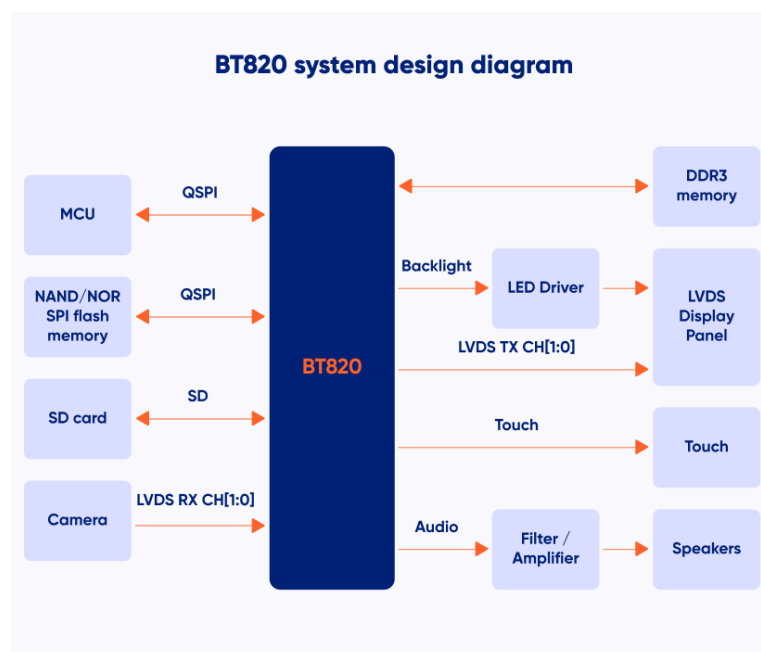 BT820 system design diagram
MCU
QSPI
NAND/NOR
SPI flash
memory
QSPI
SD card
SD
Camera
LVDS RX CH[1:0]
BT820
DDR3
memory
Backlight
LED Driver
LVDS
Display
Panel
LVDS TX CH[1:0]
Touch
Touch
Audio
Filter /
Amplifier
Speakers